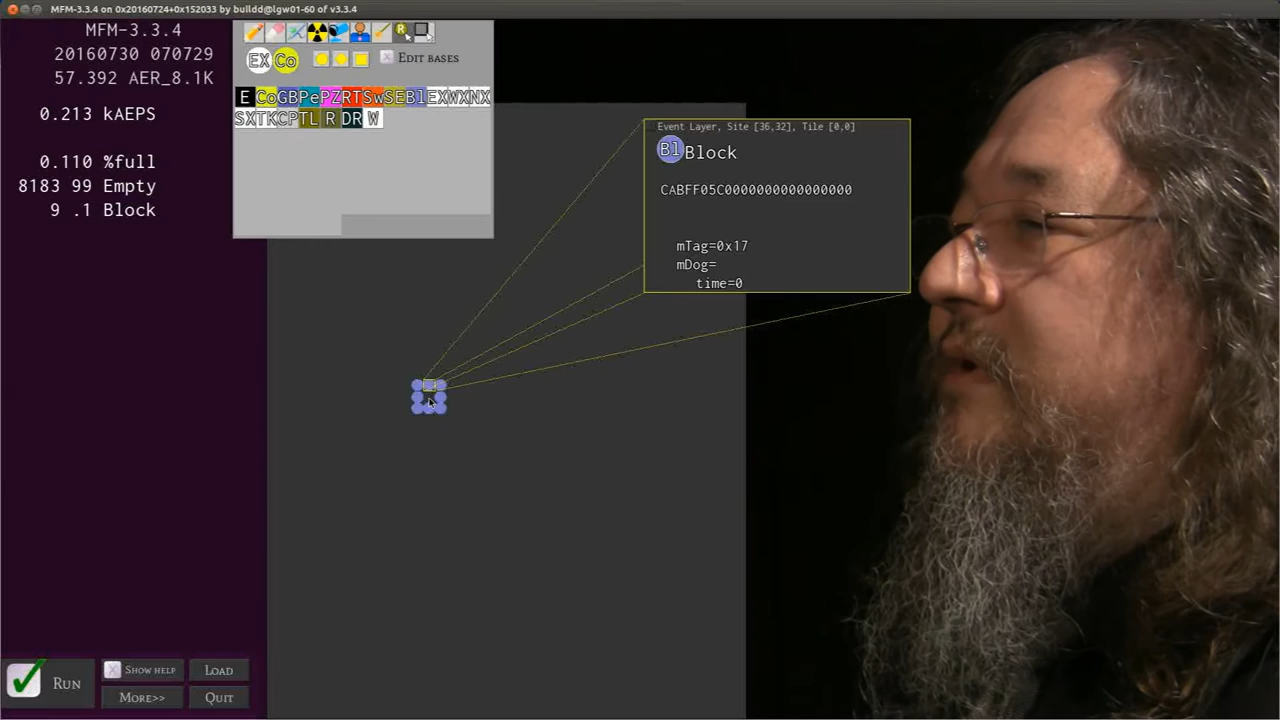 MFM-3.3.4 on 0x20160724+0x152033 by buildd@lgw01-60 of v3.3.4
MFM-3.3.4
20160730 070729
57.392 AER_8.1K
0.213 kAEPS
0.110 %full
8183 99 Empty
9 .1 Block
EX Co
EDIT BASES
E Co GB Pe PZ RT Sw SE Bl EX WX NX
SX TK CP TL R DR W
Event Layer, Site [36,32], Tile [0,0]
Bl Block
CABFF05C0000000000000000
mTag=0x17
mDog=
time=0
RUN
SHOW HELP
LOAD
MORE>>
QUIT